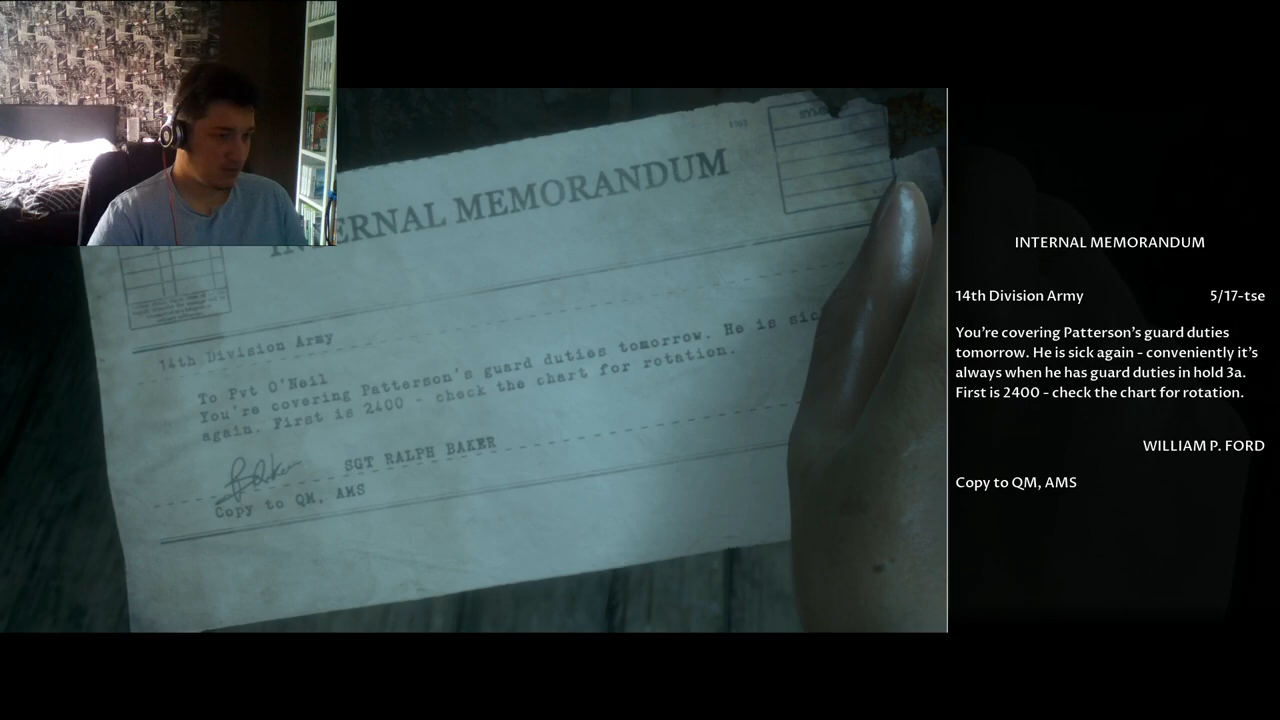 INTERNAL MEMORANDUM
14th Division Army
To Pvt O'Neil
You're covering Patterson's guard duties tomorrow. He is
again. First is 2400 - check the chart for rotation.
SGT RALPH BAKER
Copy to QM, AMS
INTERNAL MEMORANDUM
14th Division Army 5/17-tse
You're covering Patterson's guard duties
tomorrow. He is sick again - conveniently it's
always when he has guard duties in hold 3a.
First is 2400 - check the chart for rotation.
WILLIAM P. FORD
Copy to QM, AMS